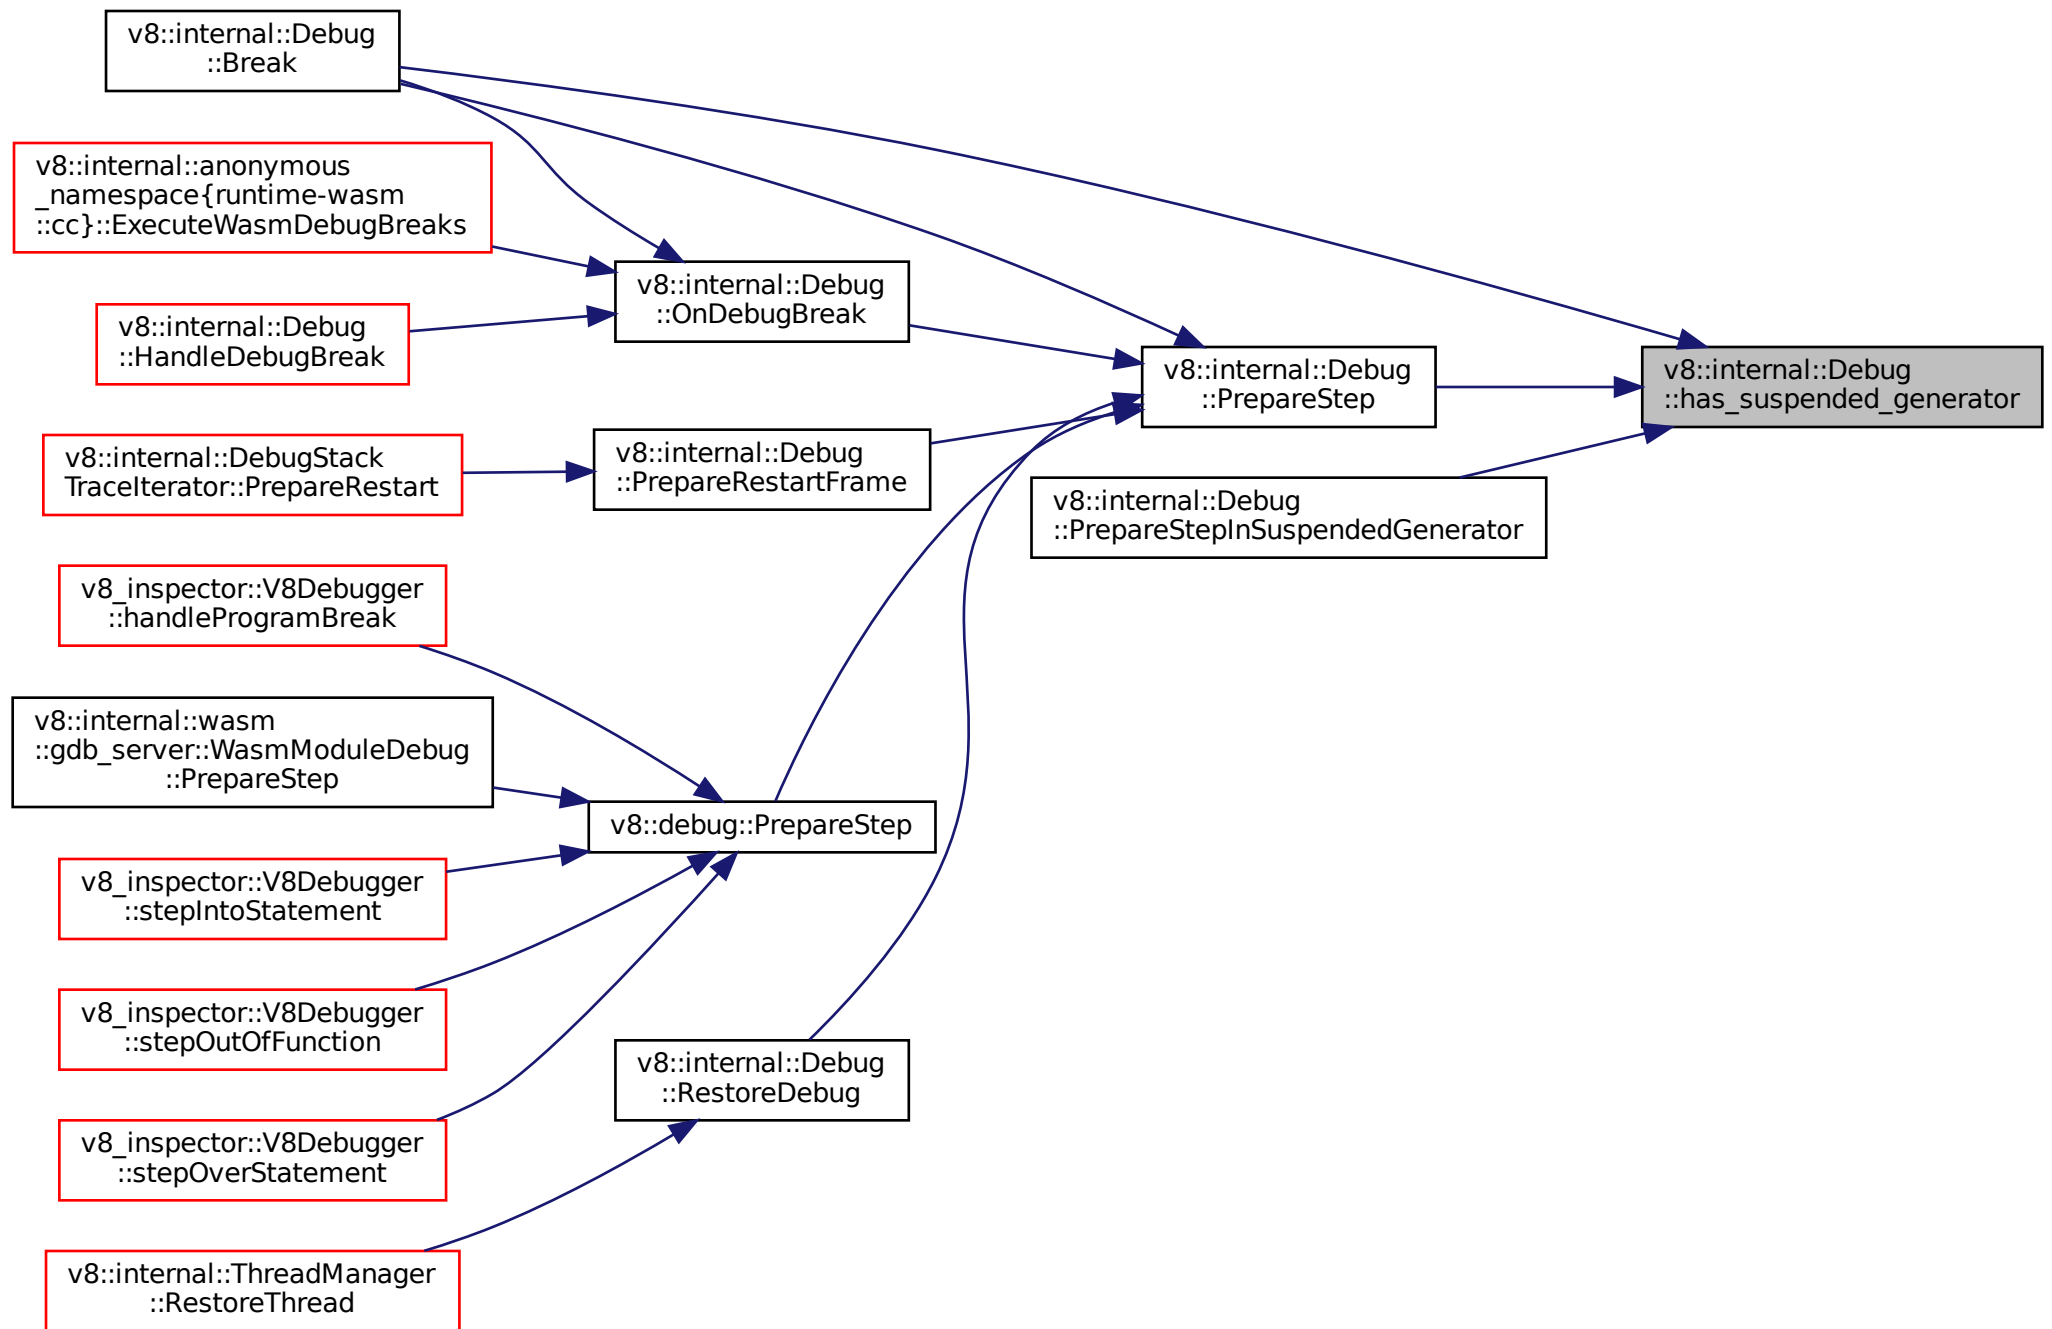 v8::internal::Debug
::Break
v8::internal::anonymous
_namespace{runtime-wasm
::cc}::ExecuteWasmDebugBreaks
v8::internal::Debug
::OnDebugBreak
v8::internal::Debug
::HandleDebugBreak
v8::internal::Debug
::PrepareStep
v8::internal::Debug
::has_suspended_generator
v8::internal::DebugStack
TraceIterator::PrepareRestart
v8::internal::Debug
::PrepareRestartFrame
v8::internal::Debug
::PrepareStepInSuspendedGenerator
v8_inspector::V8Debugger
::handleProgramBreak
v8::internal::wasm
::gdb_server::WasmModuleDebug
::PrepareStep
v8::debug::PrepareStep
v8_inspector::V8Debugger
::stepIntoStatement
v8_inspector::V8Debugger
::stepOutOfFunction
v8::internal::Debug
::RestoreDebug
v8_inspector::V8Debugger
::stepOverStatement
v8::internal::ThreadManager
::RestoreThread